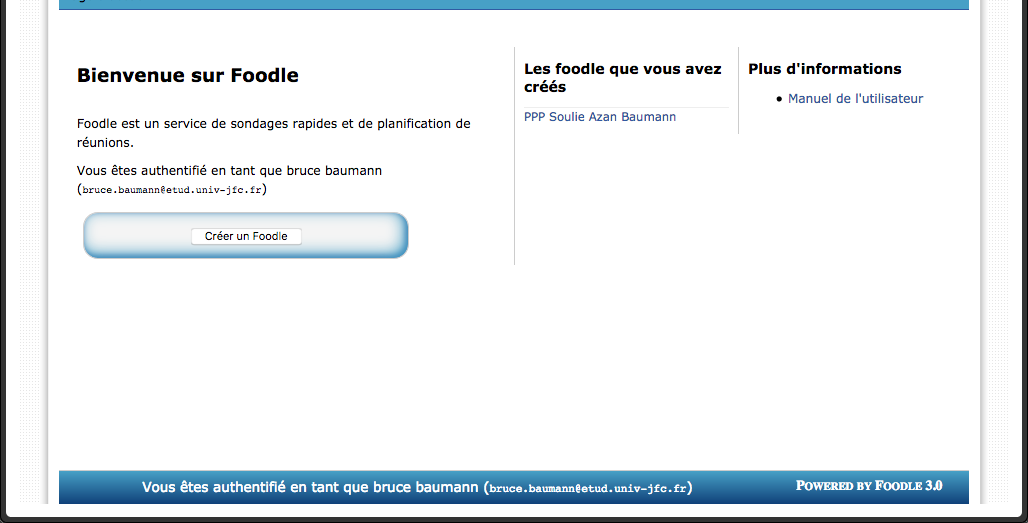 Bienvenue sur Foodle
Foodle est un service de sondages rapides et de planification de
réunions.
Vous êtes authentifié en tant que bruce baumann
(bruce.baumann@etud.univ-jfc.fr)
Créer un Foodle
Les foodle que vous avez
créés
PPP Soulie Azan Baumann
Plus d'informations
• Manuel de l'utilisateur
Vous êtes authentifié en tant que bruce baumann (bruce.baumann@etud.univ-jfc.fr)
POWERED BY FOODLE 3.0